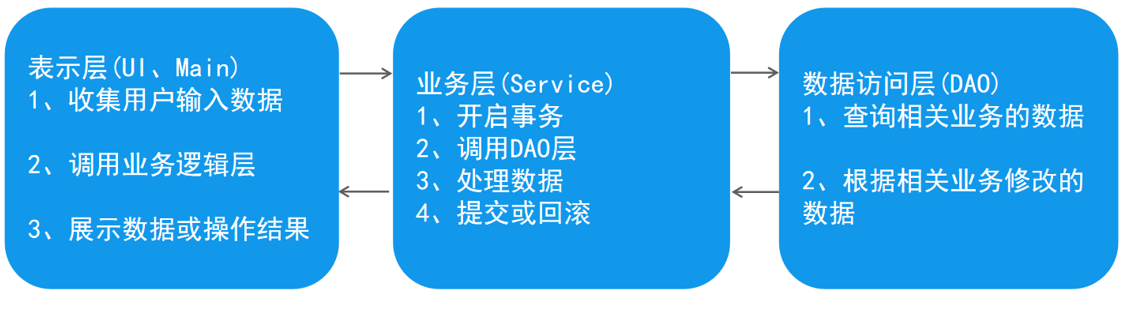 表示层(UI、Main)
1、收集用户输入数据
2、调用业务逻辑层
3、展示数据或操作结果
业务层(Service)
1、开启事务
2、调用DAO层
3、处理数据
4、提交或回滚
数据访问层(DAO)
1、查询相关业务的数据
2、根据相关业务修改的
数据